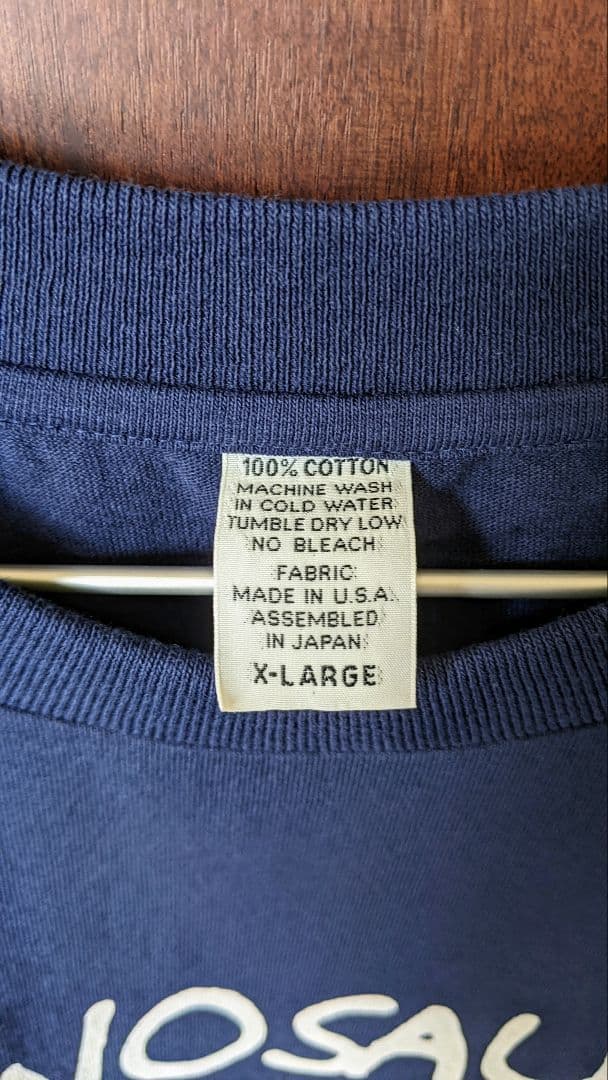 100% COTTON
MACHINE WASH
IN COLD WATER
TUMBLE DRY LOW
NO BLEACH
FABRIC
MADE IN U.S.A.
ASSEMBLED
IN JAPAN
X-LARGE
NOSAU